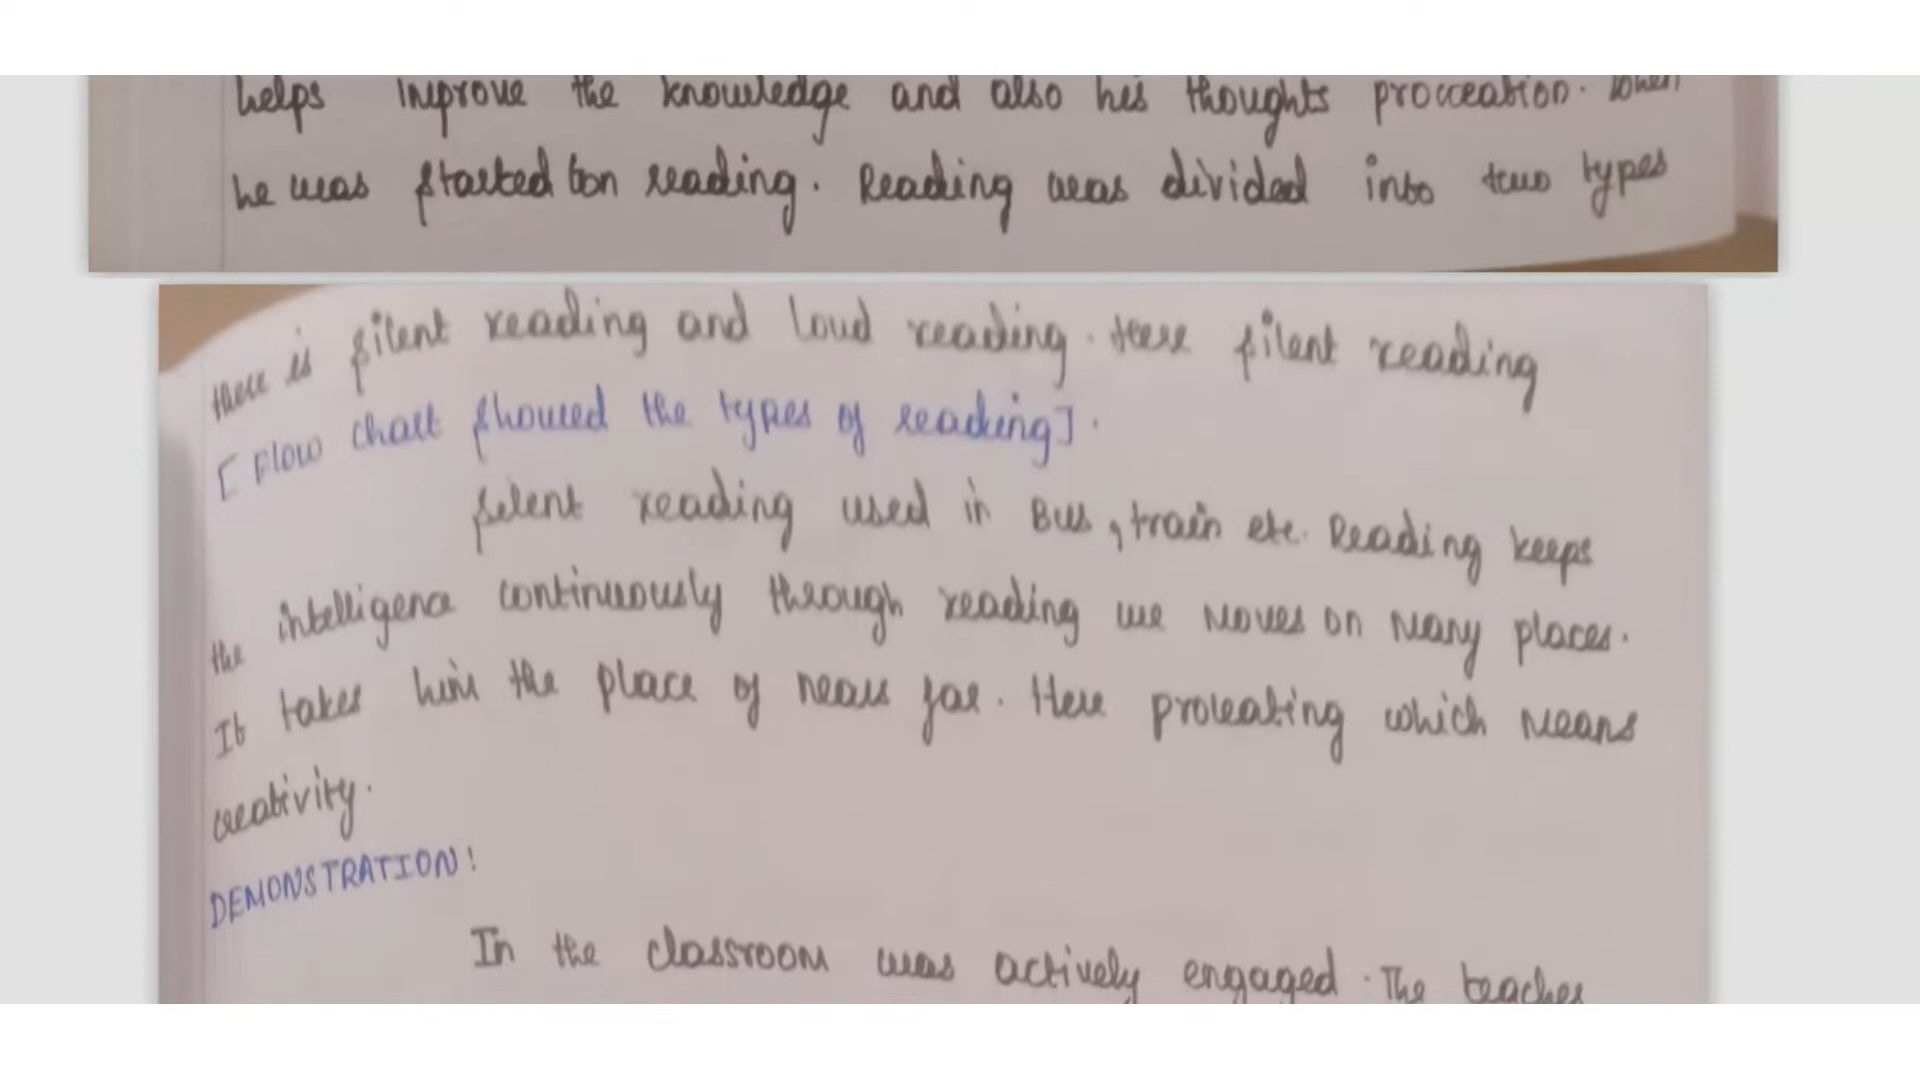 helps improve the knowledge and also his thoughts procceation. When
he was started on reading. Reading was divided into two types
there is silent reading and loud reading. Here silent reading
[Flow chart showed the types of reading].
silent reading used in Bus, train etc. Reading keeps
the intelligence continuously through reading we moves on many places.
It takes him the place of near far. Here procreating which means
creativity.
DEMONSTRATION:
In the classroom was actively engaged. The teacher